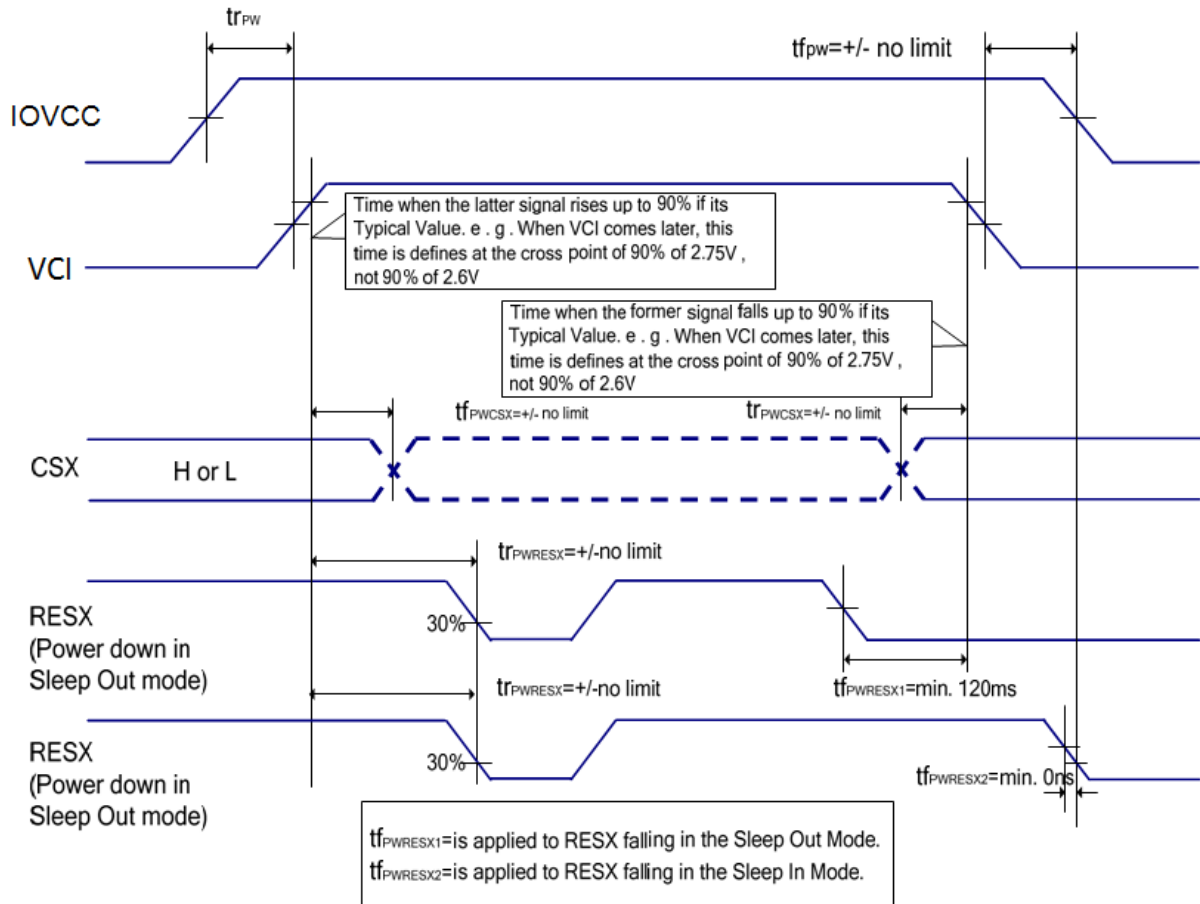 trPW
tfpw=+/- no limit
IOVCC
Time when the latter signal rises up to 90% if its
Typical Value. e . g . When VCI comes later, this
time is defines at the cross point of 90% of 2.75V ,
not 90% of 2.6V
VCI
Time when the former signal falls up to 90% if its
Typical Value. e . g . When VCI comes later, this
time is defines at the cross point of 90% of 2.75V ,
not 90% of 2.6V
tfPWCSX=+/- no limit
trPWCSX=+/- no limit
CSX
H or L
trPWRESX=+/-no limit
RESX
(Power down in
Sleep Out mode)
30%
trPWRESX=+/-no limit
tfPWRESX1=min. 120ms
RESX
(Power down in
Sleep Out mode)
30%
tfPWRESX2=min. 0ns
tfPWRESX1=is applied to RESX falling in the Sleep Out Mode.
tfPWRESX2=is applied to RESX falling in the Sleep In Mode.